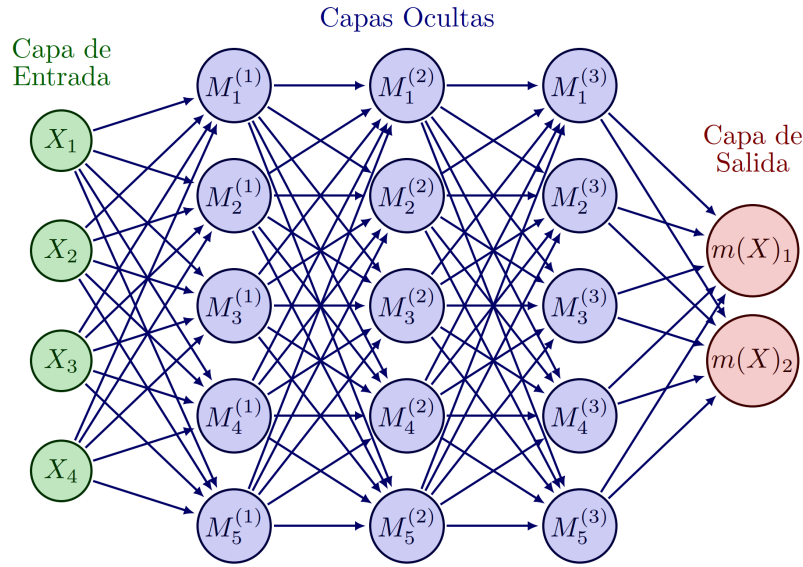 Capas Ocultas
Capa de
Entrada
X₁
X₂
X₃
X₄
M₁⁽¹⁾
M₂⁽¹⁾
M₃⁽¹⁾
M₄⁽¹⁾
M₅⁽¹⁾
M₁⁽²⁾
M₂⁽²⁾
M₃⁽²⁾
M₄⁽²⁾
M₅⁽²⁾
M₁⁽³⁾
M₂⁽³⁾
M₃⁽³⁾
M₄⁽³⁾
M₅⁽³⁾
Capa de
Salida
m(X)₁
m(X)₂